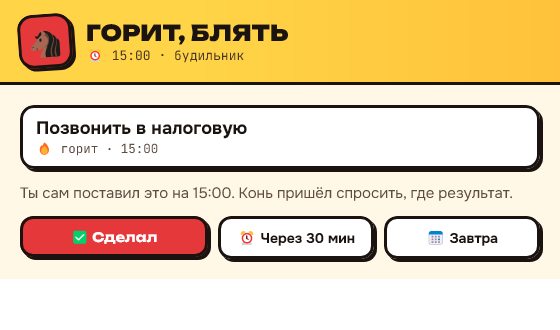 ГОРИТ, БЛЯТЬ
⏰ 15:00 · будильник
Позвонить в налоговую
🔥 горит · 15:00
Ты сам поставил это на 15:00. Конь пришёл спросить, где результат.
✅ Сделал
⏰ Через 30 мин
📅 Завтра